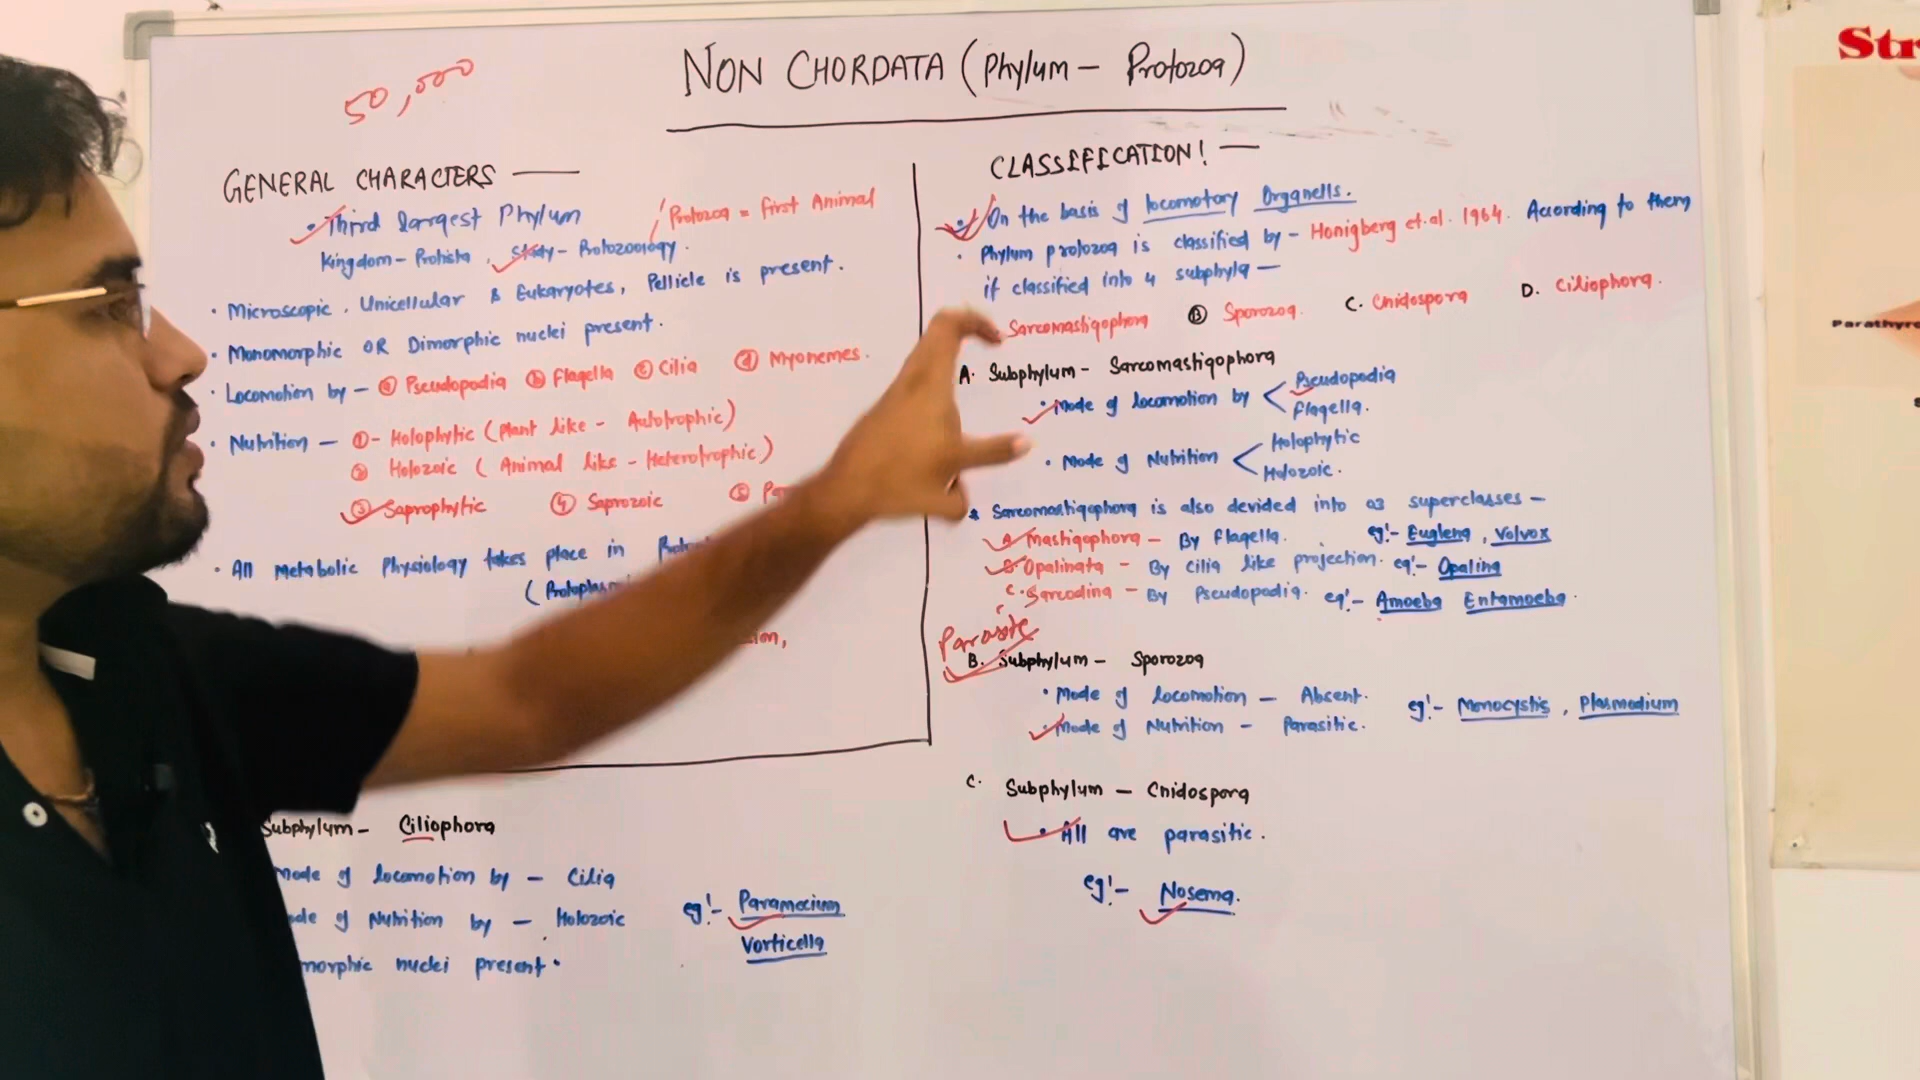 NON CHORDATA (Phylum - Protozoa)
50,000
GENERAL CHARACTERS —
• Third largest Phylum
Protozoa = first Animal
Kingdom - Protista, study - Protozoology.
• Microscopic, Unicellular & Eukaryotes, Pellicle is present.
• Monomorphic OR Dimorphic nuclei present.
• Locomotion by - ⓐ Pseudopodia ⓑ Flagella ⓒ Cilia ⓓ Myonemes.
• Nutrition - ①- Holophytic (Plant like - Autotrophic)
② Holozoic (Animal like - Heterotrophic)
③ Saprophytic ④ Saprozoic ⑤
• All Metabolic Physiology takes place in
Subphylum - Ciliophora
Mode of locomotion by - Cilia
of Nutrition by - Holozoic
nuclei present.
eg!- Paramecium
Vorticella
CLASSIFICATION! —
• On the basis of locomotory Organells.
• Phylum protozoa is classified by - Honigberg et.al. 1964. According to them
if classified into 4 subphyla —
Sarcomastigophora Ⓑ Sporozoa. C. Cnidospora D. Ciliophora.
A. Subphylum - Sarcomastigophora
• Mode of locomotion by < Pseudopodia
Flagella.
• Mode of Nutrition < Holophytic
Holozoic.
* Sarcomastigophora is also devided into 03 superclasses -
A. Mastigophora - By Flagella. eg!- Euglena, Volvox
B. Opalinata - By cilia like projection. eg!- Opalina
C. Sarcodina - By Pseudopodia. eg!- Amoeba Entamoeba.
Parasite
B. Subphylum - Sporozoa
• Mode of locomotion - Absent.
• Mode of Nutrition - Parasitic. eg!- Monocystis, Plasmodium
C. Subphylum - Cnidospora
• All are parasitic.
eg!- Nosema.
Str